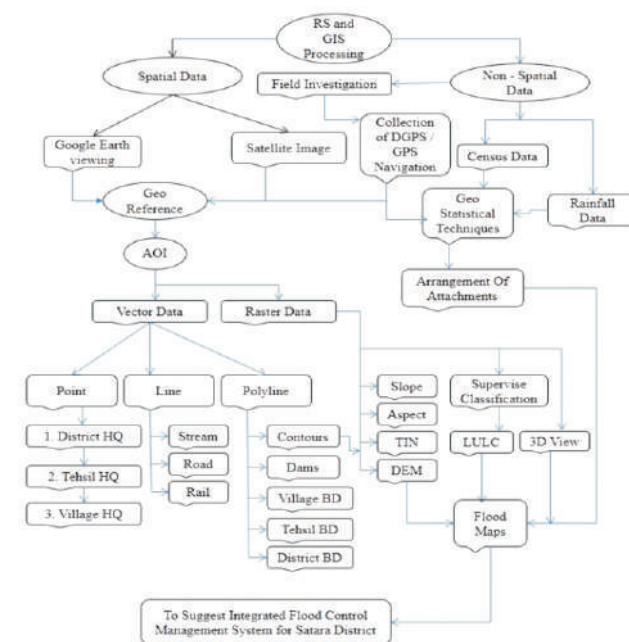 RS and
GIS
Processing
Spatial Data
Field Investigation
Non - Spatial
Data
Google Earth
viewing
Satellite Image
Collection
of DGPS /
GPS
Navigation
Census Data
Geo
Reference
Geo
Statistical
Techniques
Rainfall
Data
AOI
Arrangement Of
Attachments
Vector Data
Raster Data
Point
Line
Polyline
Slope
Supervise
Classification
Aspect
1. District HQ
Stream
Contours
TIN
LULC
3D View
2. Tehsil HQ
Road
Dams
DEM
3. Village HQ
Rail
Village BD
Flood
Maps
Tehsil BD
District BD
To Suggest Integrated Flood Control
Management System for Satara District